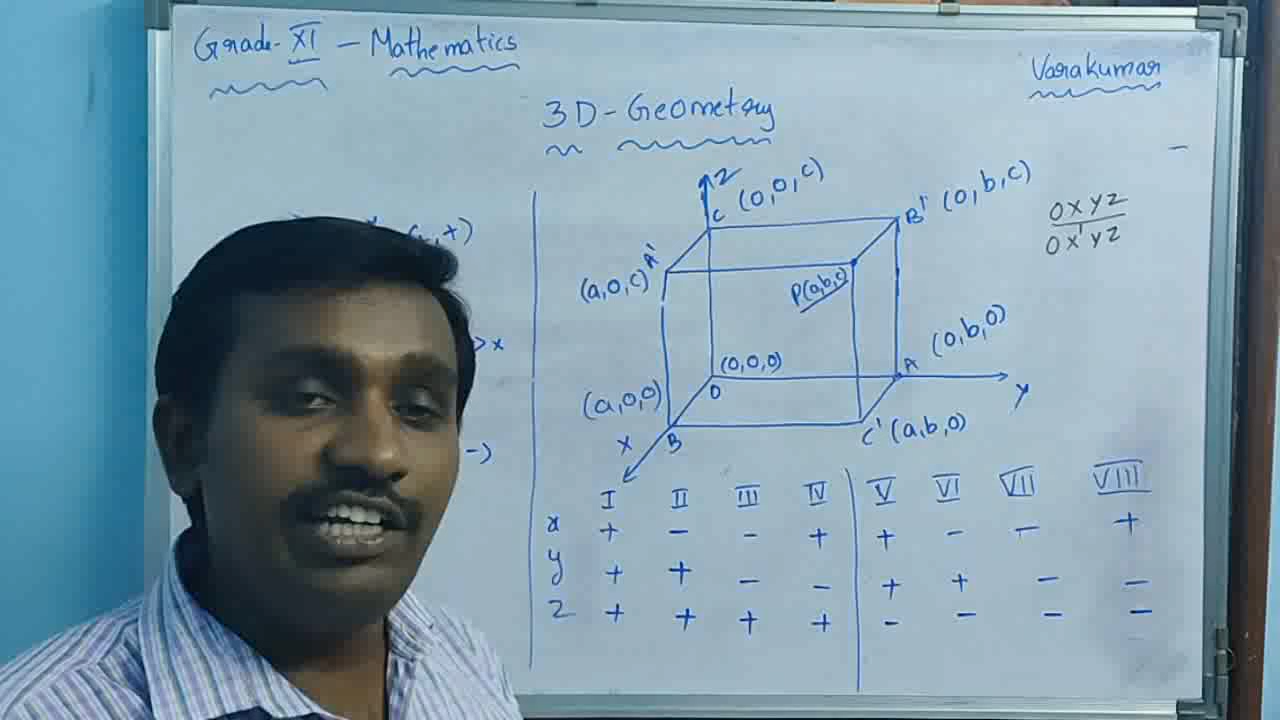 Grade-XI - Mathematics
Varakumar
3D-Geometry
Z
C (0,0,c)
B' (0,b,c)
OXYZ
OX'YZ
A'
(a,0,c)
P(a,b,c)
>x
(0,b,0)
A
(0,0,0)
O
(a,0,0)
Y
X
B
C' (a,b,0)
-)
I II III IV V VI VII VIII
x + - - + + - - +
y + + - - + + - -
z + + + + - - - -